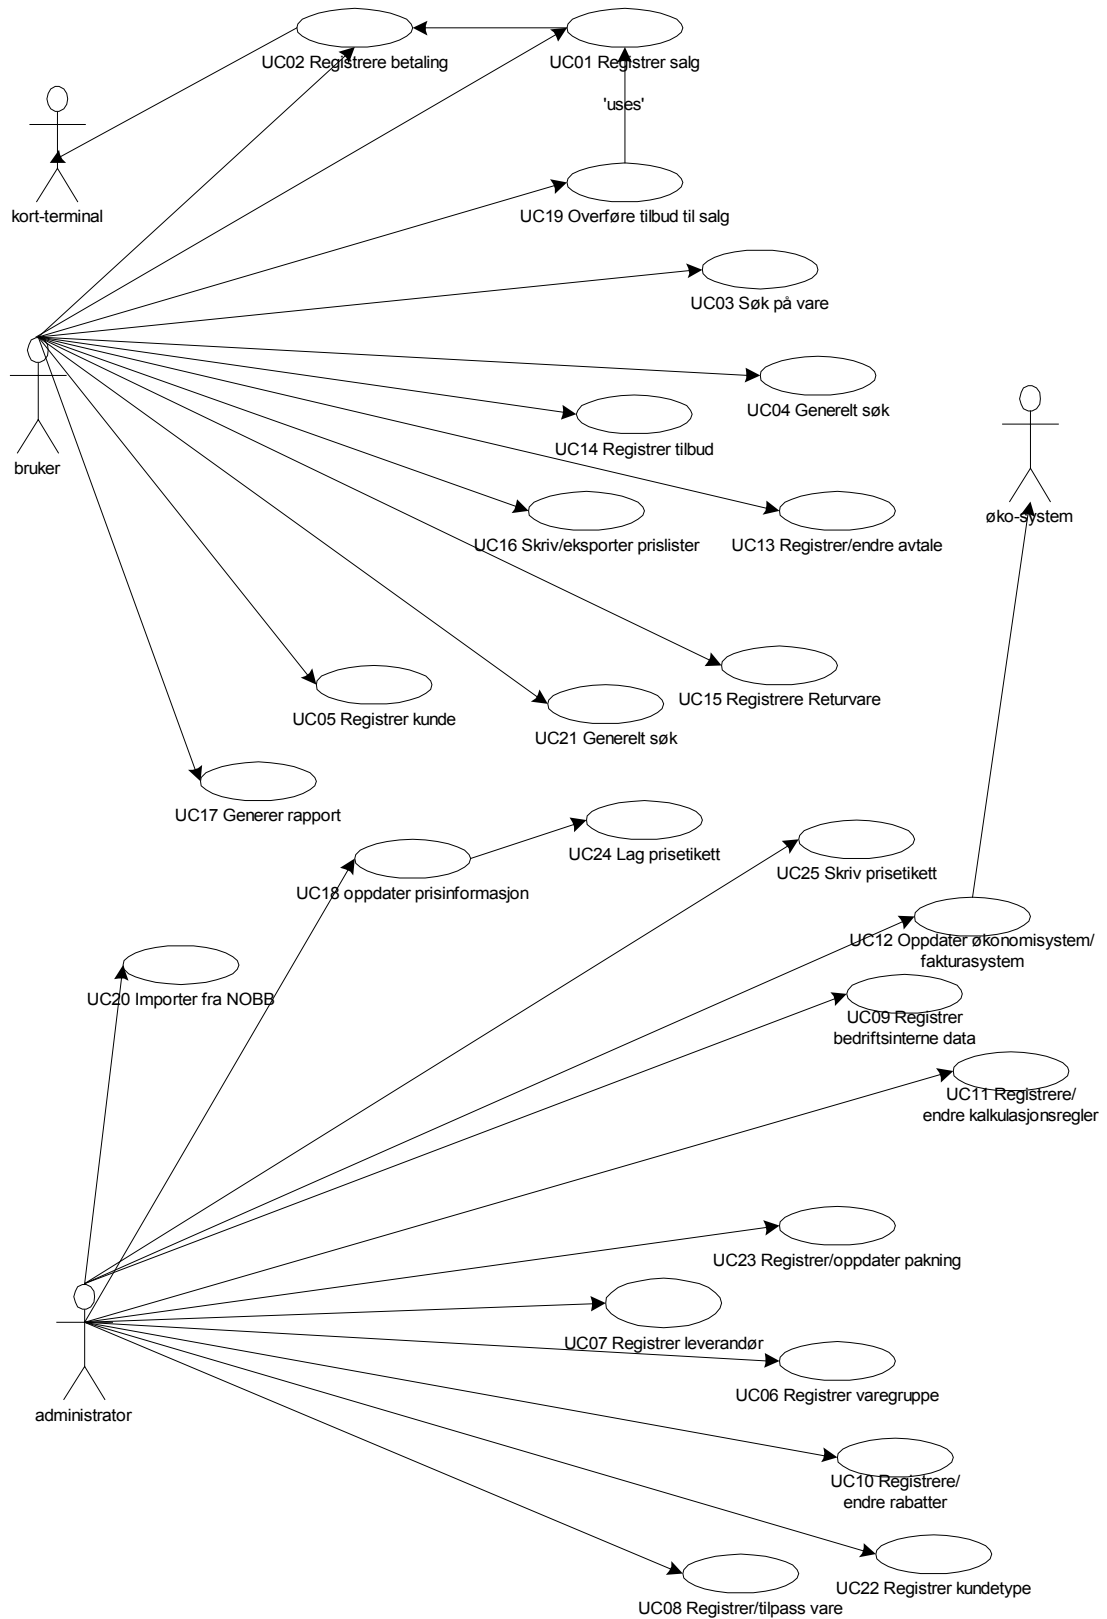 UC02 Registrere betaling
UC01 Registrer salg
'uses'
kort-terminal
UC19 Overføre tilbud til salg
UC03 Søk på vare
UC04 Generelt søk
UC14 Registrer tilbud
bruker
øko-system
UC16 Skriv/eksporter prislister
UC13 Registrer/endre avtale
UC15 Registrere Returvare
UC05 Registrer kunde
UC21 Generelt søk
UC17 Generer rapport
UC24 Lag prisetikett
UC25 Skriv prisetikett
UC18 oppdater prisinformasjon
UC12 Oppdater økonomisystem/
fakturasystem
UC20 Importer fra NOBB
UC09 Registrer
bedriftsinterne data
UC11 Registrere/
endre kalkulasjonsregler
UC23 Registrer/oppdater pakning
UC07 Registrer leverandør
UC06 Registrer varegruppe
administrator
UC10 Registrere/
endre rabatter
UC22 Registrer kundetype
UC08 Registrer/tilpass vare